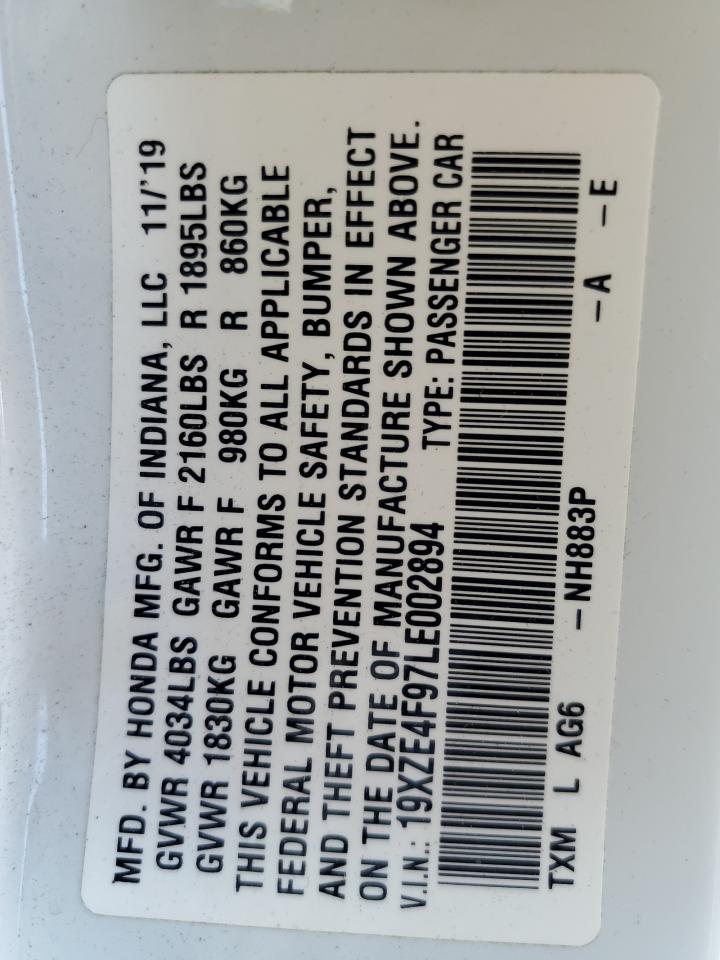 MFD. BY HONDA MFG. OF INDIANA, LLC 11/'19
GVWR 4034LBS GAWR F 2160LBS R 1895LBS
GVWR 1830KG GAWR F 980KG R 860KG
THIS VEHICLE CONFORMS TO ALL APPLICABLE
FEDERAL MOTOR VEHICLE SAFETY, BUMPER,
AND THEFT PREVENTION STANDARDS IN EFFECT
ON THE DATE OF MANUFACTURE SHOWN ABOVE.
V.I.N.: 19XZE4F97LE002894 TYPE: PASSENGER CAR
TXM L AG6 –NH883P –A –E